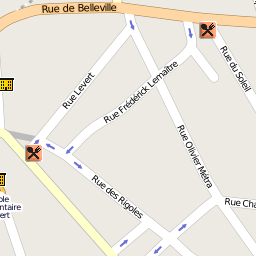 Rue de Belleville
Rue Levert
Rue Frédérick Lemaître
Rue du Soleil
Rue Olivier Métra
Rue des Rigoles
Rue Cha
ole
entaire
ert